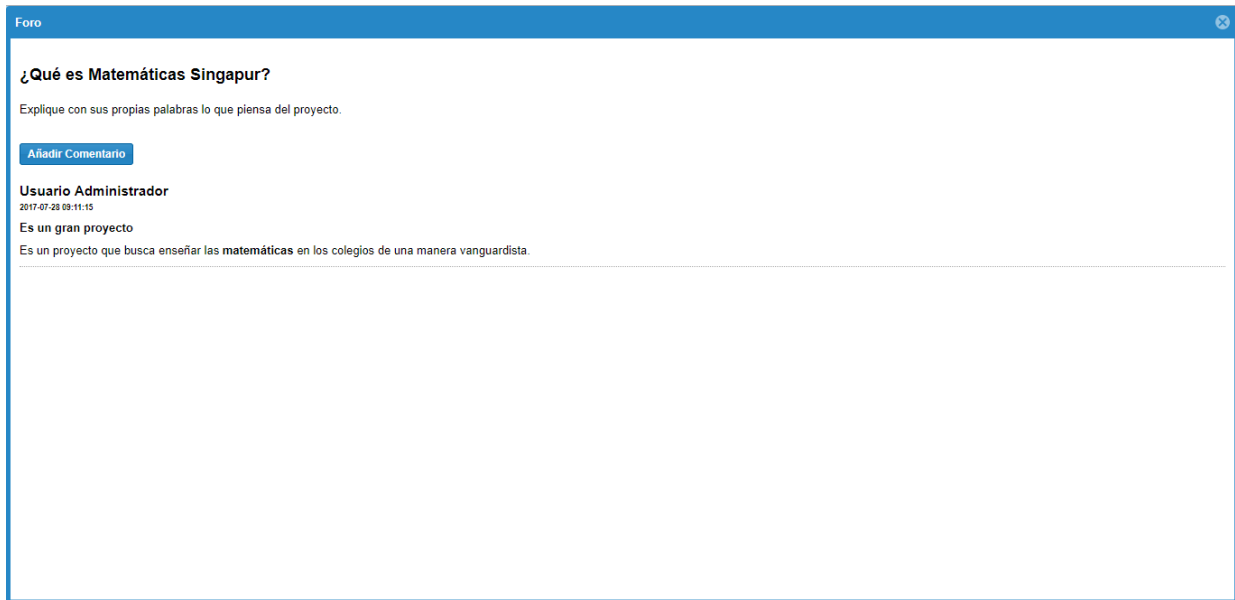 Foro
¿Qué es Matemáticas Singapur?
Explique con sus propias palabras lo que piensa del proyecto.
Añadir Comentario
Usuario Administrador
2017-07-28 09:11:15
Es un gran proyecto
Es un proyecto que busca enseñar las matemáticas en los colegios de una manera vanguardista.